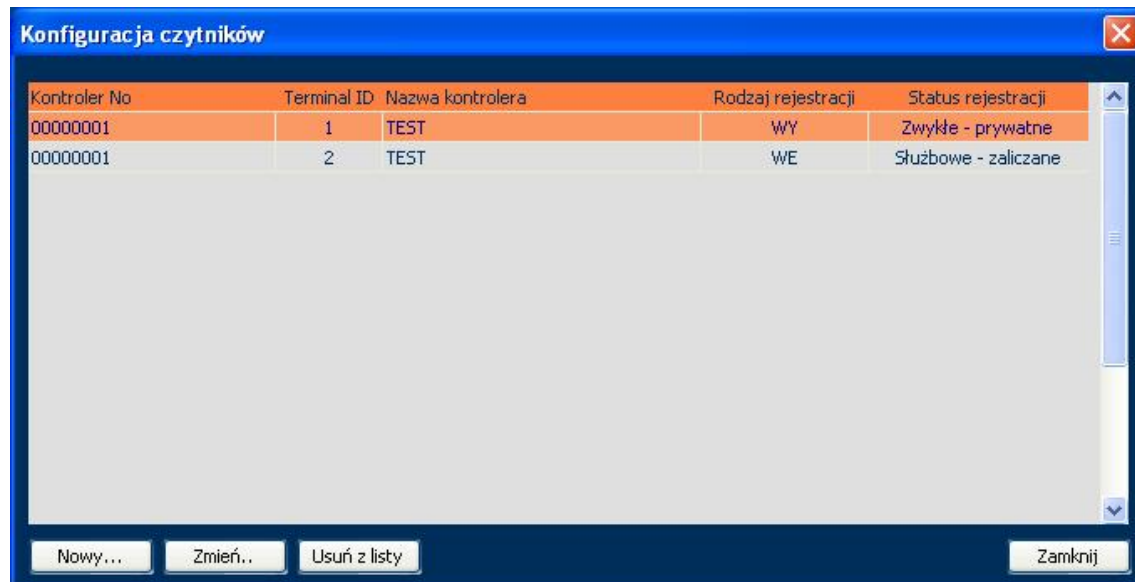 Konfiguracja czytników
Kontroler No Terminal ID Nazwa kontrolera Rodzaj rejestracji Status rejestracji
00000001 1 TEST WY Zwykłe - prywatne
00000001 2 TEST WE Służbowe - zaliczane
Nowy... Zmień.. Usuń z listy Zamknij